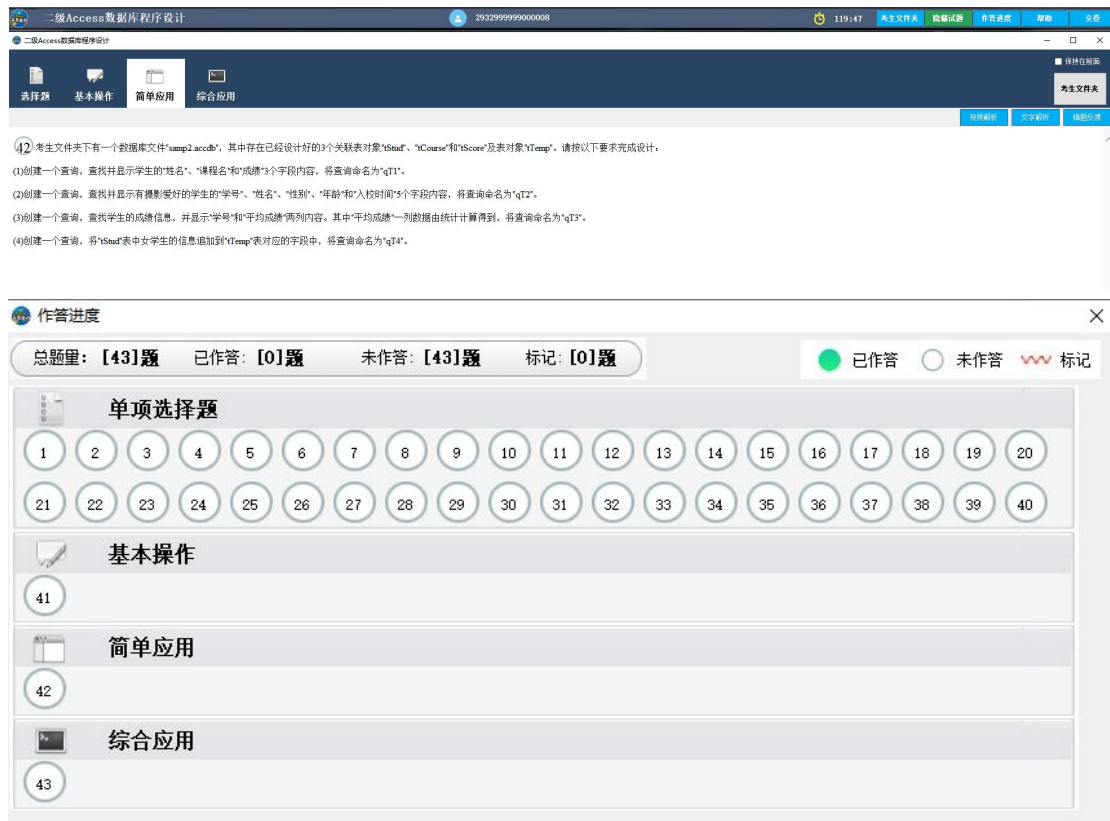 二级Access数据库程序设计 2932999999000008 119:47 考生文件夹 隐藏试题 作答进度 帮助 交卷
二级Access数据库程序设计
保持在前面
选择题 基本操作 简单应用 综合应用 考生文件夹
视频解析 文字解析 错题反馈
42 考生文件夹下有一个数据库文件"samp2.accdb"，其中存在已经设计好的3个关联表对象"tStud"、"tCourse"和"tScore"及表对象"tTemp"。请按以下要求完成设计：
(1)创建一个查询，查找并显示学生的"姓名"、"课程名"和"成绩"3个字段内容，将查询命名为"qT1"。
(2)创建一个查询，查找并显示有摄影爱好的学生的"学号"、"姓名"、"性别"、"年龄"和"入校时间"5个字段内容，将查询命名为"qT2"。
(3)创建一个查询，查找学生的成绩信息，并显示"学号"和"平均成绩"两列内容。其中"平均成绩"一列数据由统计计算得到，将查询命名为"qT3"。
(4)创建一个查询，将"tStud"表中女学生的信息追加到"tTemp"表对应的字段中，将查询命名为"qT4"。
作答进度
总题量：[43]题 已作答:[0]题 未作答:[43]题 标记:[0]题 已作答 未作答 标记
单项选择题
1 2 3 4 5 6 7 8 9 10 11 12 13 14 15 16 17 18 19 20
21 22 23 24 25 26 27 28 29 30 31 32 33 34 35 36 37 38 39 40
基本操作
41
简单应用
42
综合应用
43